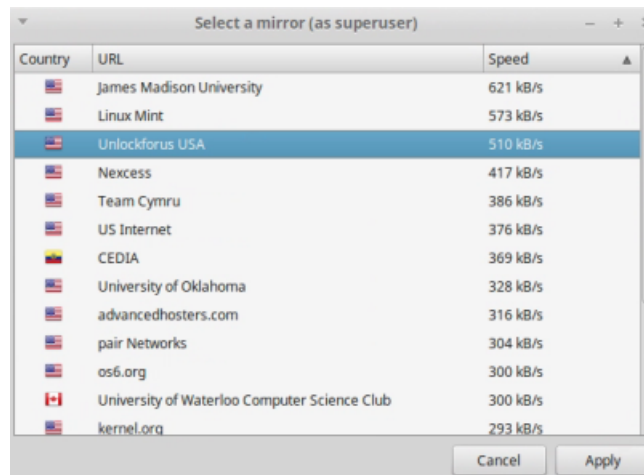 Select a mirror (as superuser)
Country URL Speed
James Madison University 621 kB/s
Linux Mint 573 kB/s
Unlockforus USA 510 kB/s
Nexcess 417 kB/s
Team Cymru 386 kB/s
US Internet 376 kB/s
CEDIA 369 kB/s
University of Oklahoma 328 kB/s
advancedhosters.com 316 kB/s
pair Networks 304 kB/s
os6.org 300 kB/s
University of Waterloo Computer Science Club 300 kB/s
kernel.org 293 kB/s
Cancel Apply